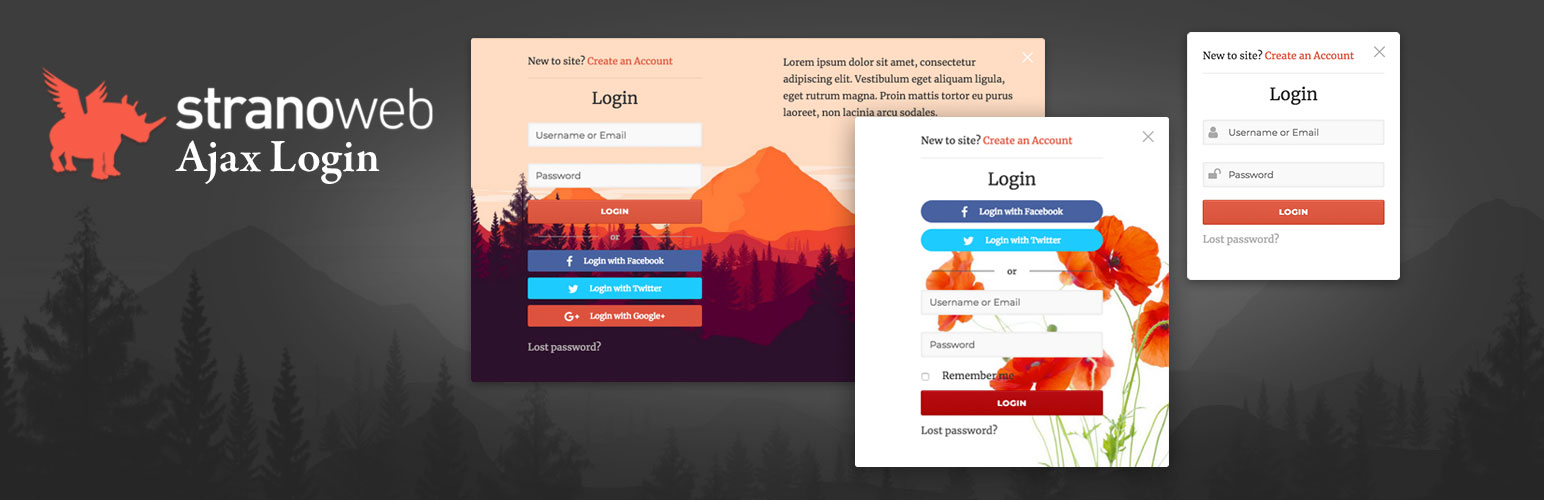 stranoweb
Ajax Login
New to site? Create an Account
Login
Username or Email
Password
LOGIN
or
Login with Facebook
Login with Twitter
Login with Google+
Lost password?
Lorem ipsum dolor sit amet, consectetur
adipiscing elit. Vestibulum eget aliquam ligula,
eget rutrum magna. Proin mattis tortor eu purus
laoreet, non lacinia arcu sodales.
New to site? Create an Account
Login
Login with Facebook
Login with Twitter
or
Username or Email
Password
Remember me
LOGIN
Lost password?
New to site? Create an Account
Login
Username or Email
Password
LOGIN
Lost password?